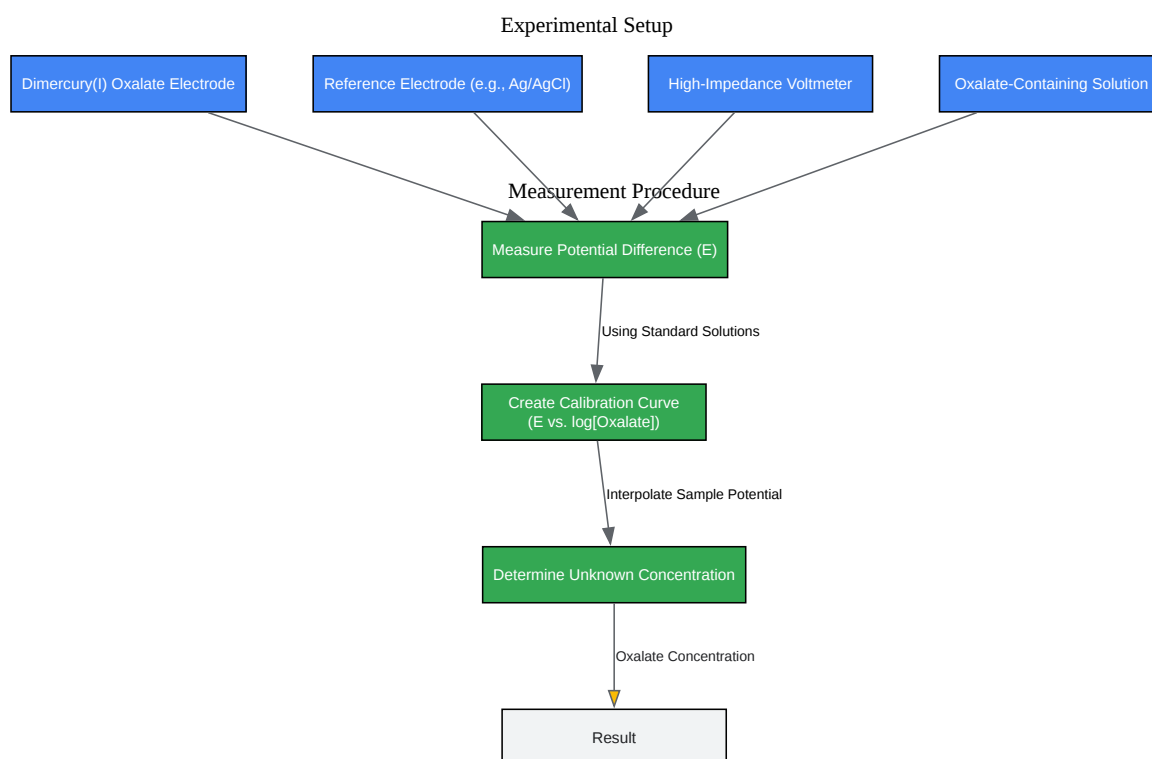 Experimental Setup
Dimercury(I) Oxalate Electrode
Reference Electrode (e.g., Ag/AgCl)
High-Impedance Voltmeter
Oxalate-Containing Solution
Measurement Procedure
Measure Potential Difference (E)
Using Standard Solutions
Create Calibration Curve
(E vs. log[Oxalate])
Interpolate Sample Potential
Determine Unknown Concentration
Oxalate Concentration
Result